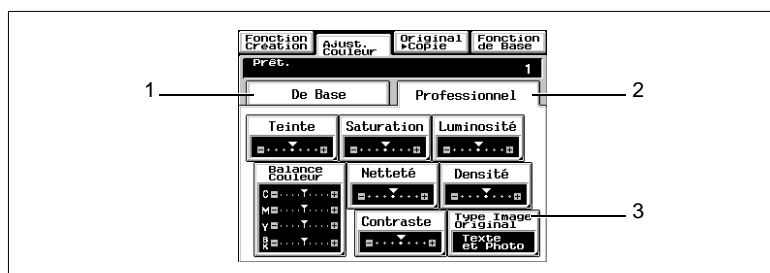 Fonction Création
Ajust. Couleur
Original ▸Copie
Fonction de Base
Prêt.
1
1
De Base
Professionnel
2
Teinte
Saturation
Luminosité
Balance Couleur
C
M
Y
BK
Netteté
Densité
Contraste
Type Image Original
Texte et Photo
3